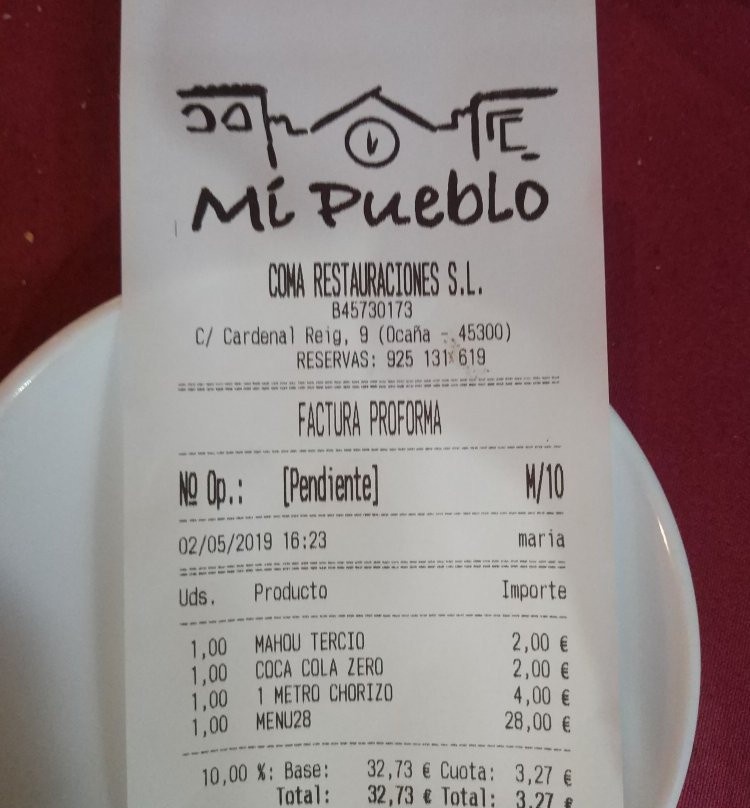 Mi Pueblo
COMA RESTAURACIONES S.L.
B45730173
C/ Cardenal Reig, 9 (Ocaña - 45300)
RESERVAS: 925 131 619
FACTURA PROFORMA
Nº Op.: [Pendiente] M/10
02/05/2019 16:23 maria
Uds. Producto Importe
1,00 MAHOU TERCIO 2,00 €
1,00 COCA COLA ZERO 2,00 €
1,00 1 METRO CHORIZO 4,00 €
1,00 MENU28 28,00 €
10,00 %: Base: 32,73 € Cuota: 3,27 €
Total: 32,73 € Total: 3,27 €